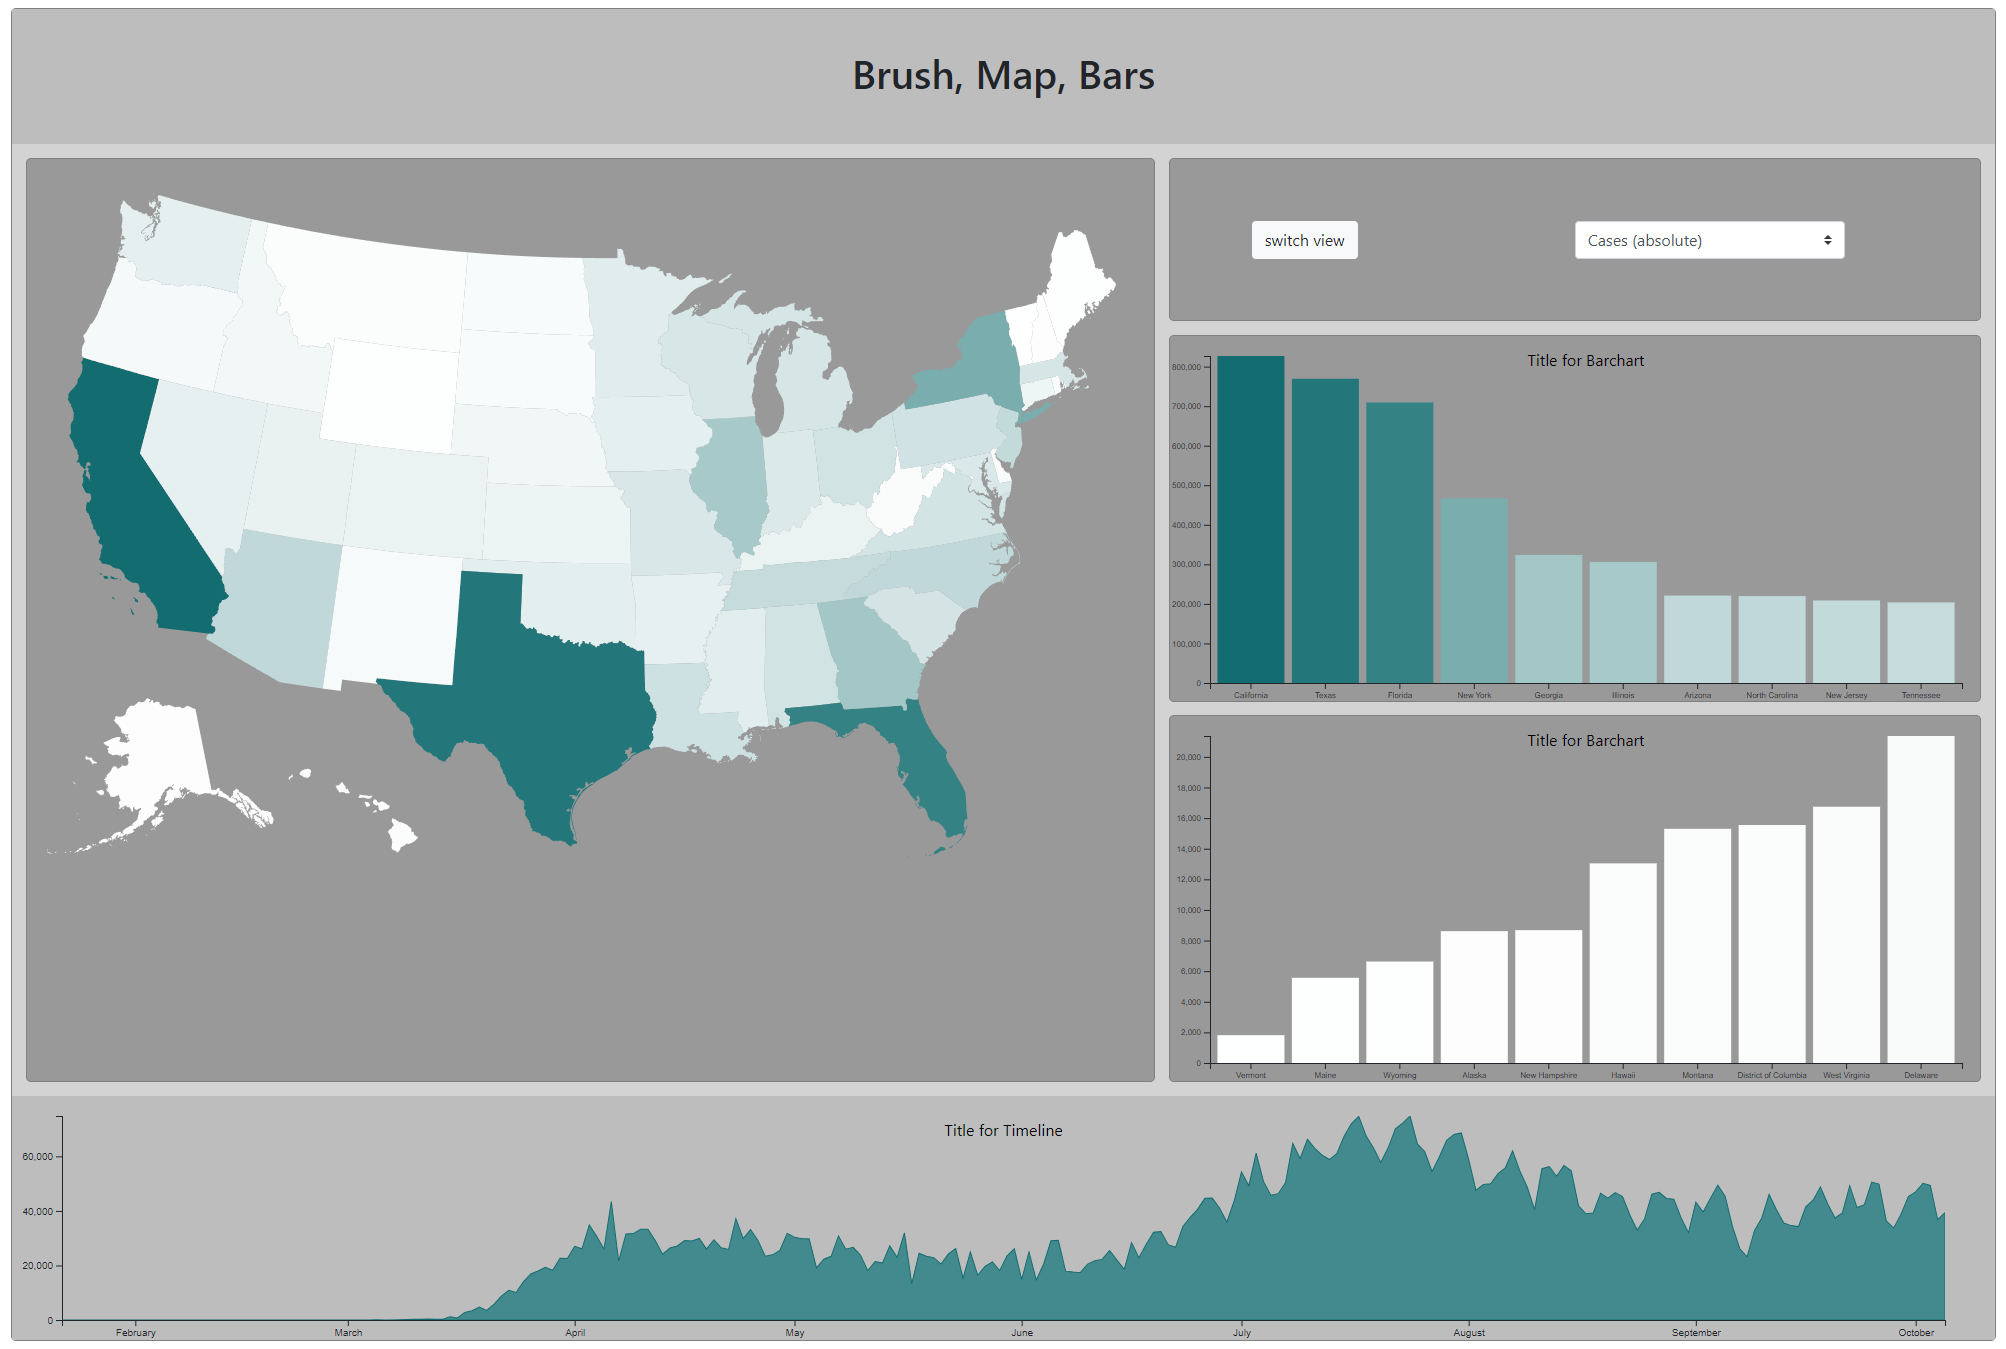 Brush, Map, Bars
switch view
Cases (absolute)
Title for Barchart
800,000
700,000
600,000
500,000
400,000
300,000
200,000
100,000
0
California Texas Florida New York Georgia Illinois Arizona North Carolina New Jersey Tennessee
Title for Barchart
20,000
18,000
16,000
14,000
12,000
10,000
8,000
6,000
4,000
2,000
0
Vermont Maine Wyoming Alaska New Hampshire Hawaii Montana District of Columbia West Virginia Delaware
Title for Timeline
60,000
40,000
20,000
0
February March April May June July August September October